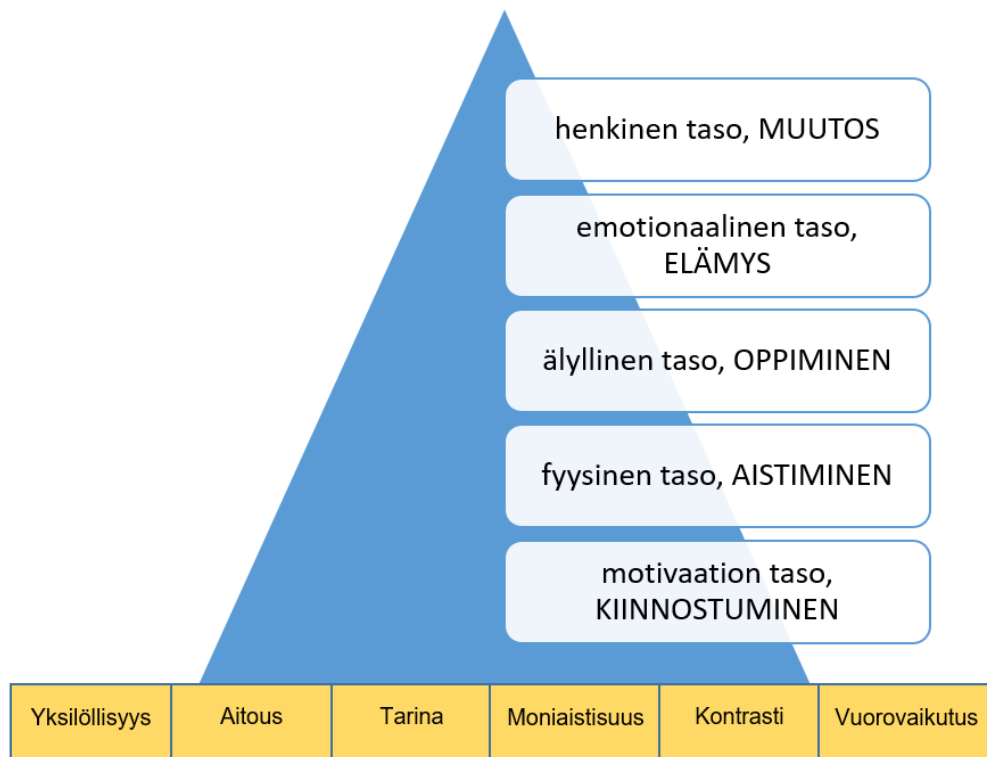 henkinen taso, MUUTOS
emotionaalinen taso,
ELÄMYS
älyllinen taso, OPPIMINEN
fyysinen taso, AISTIMINEN
motivaation taso,
KIINNOSTUMINEN
Yksilöllisyys Aitous Tarina Moniaistisuus Kontrasti Vuorovaikutus